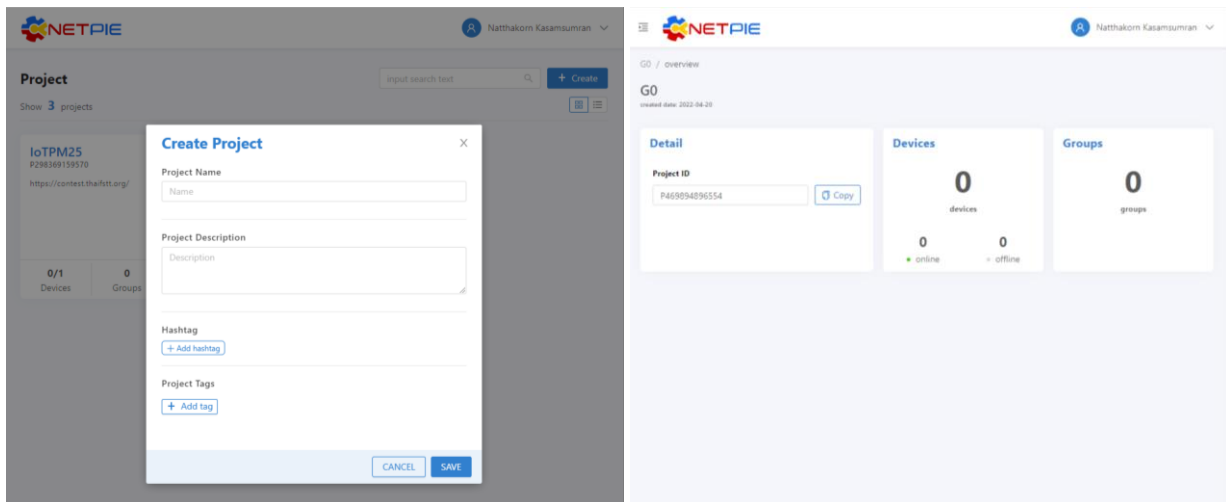 NETPIE
Natthakorn Kasamsumran
Project
input search text
+ Create
Show 3 projects
IoTPM25
P298369159570
https://contest.thaifstt.org/
0/1
Devices
0
Groups
Create Project
Project Name
Name
Project Description
Description
Hashtag
+ Add hashtag
Project Tags
+ Add tag
CANCEL
SAVE
NETPIE
Natthakorn Kasamsumran
G0 / overview
G0
created date: 2022-04-20
Detail
Project ID
P469894896554
Copy
Devices
0
devices
0
online
0
offline
Groups
0
groups